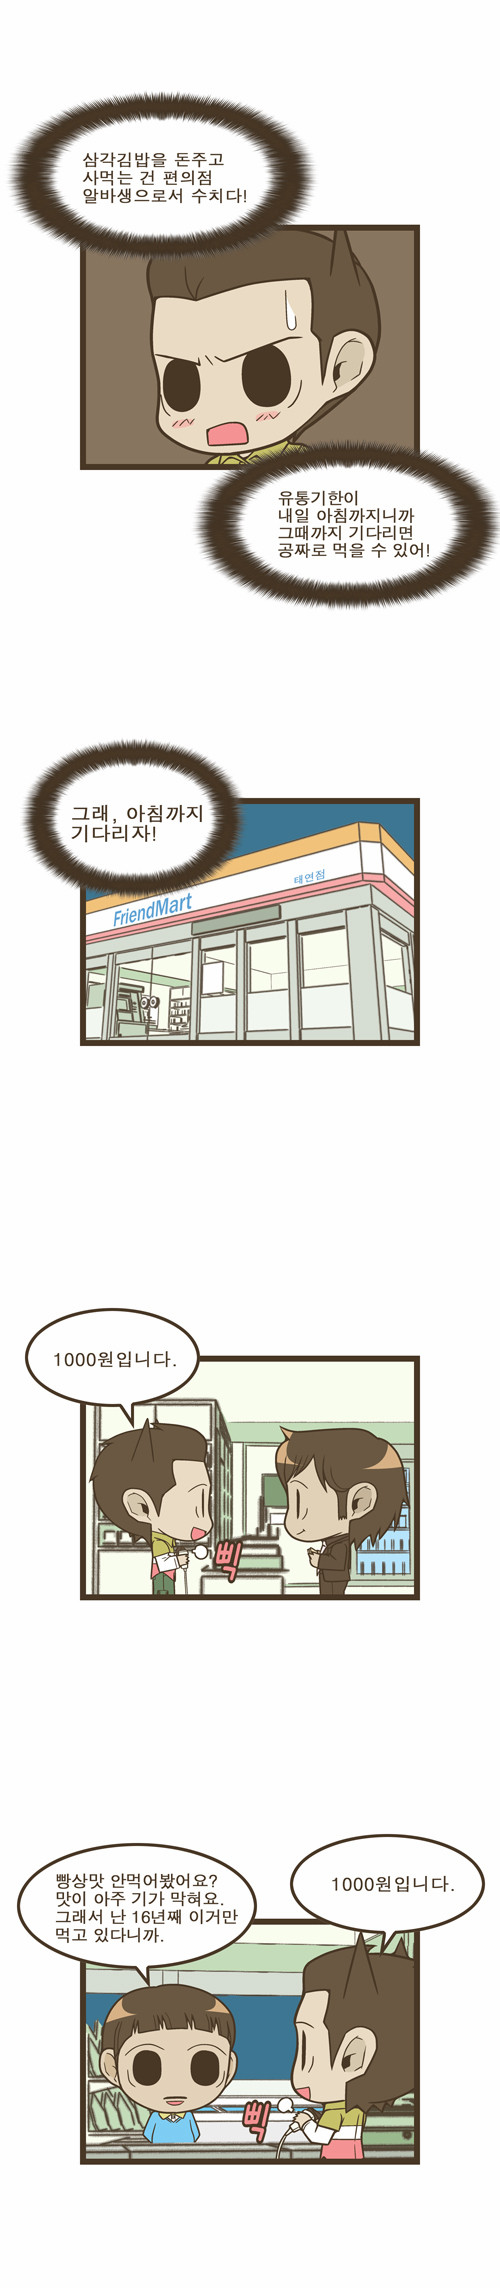 삼각김밥을 돈주고
사먹는 건 편의점
알바생으로서 수치다!
유통기한이
내일 아침까지니까
그때까지 기다리면
공짜로 먹을 수 있어!
그래, 아침까지
기다리자!
태연점
FriendMart
1000원입니다.
삑
빵상맛 안먹어봤어요?
맛이 아주 기가 막혀요.
그래서 난 16년째 이거만
먹고 있다니까.
1000원입니다.
삑